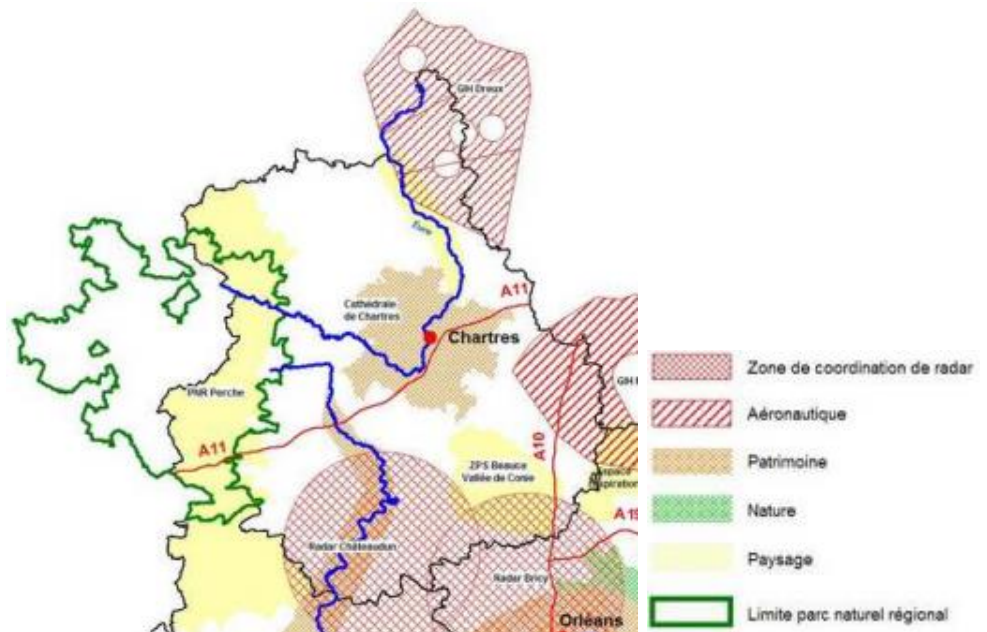 GIH Dreux
Eure
A11
Cathédrale
de Chartres
Chartres
PNR Perche
A11
A10
ZPS Beauce
Vallée de Conie
GIH
Radar Châteaudun
Radar Bricy
A19
Orléans
Zone de coordination de radar
Aéronautique
Patrimoine
Nature
Paysage
Limite parc naturel régional